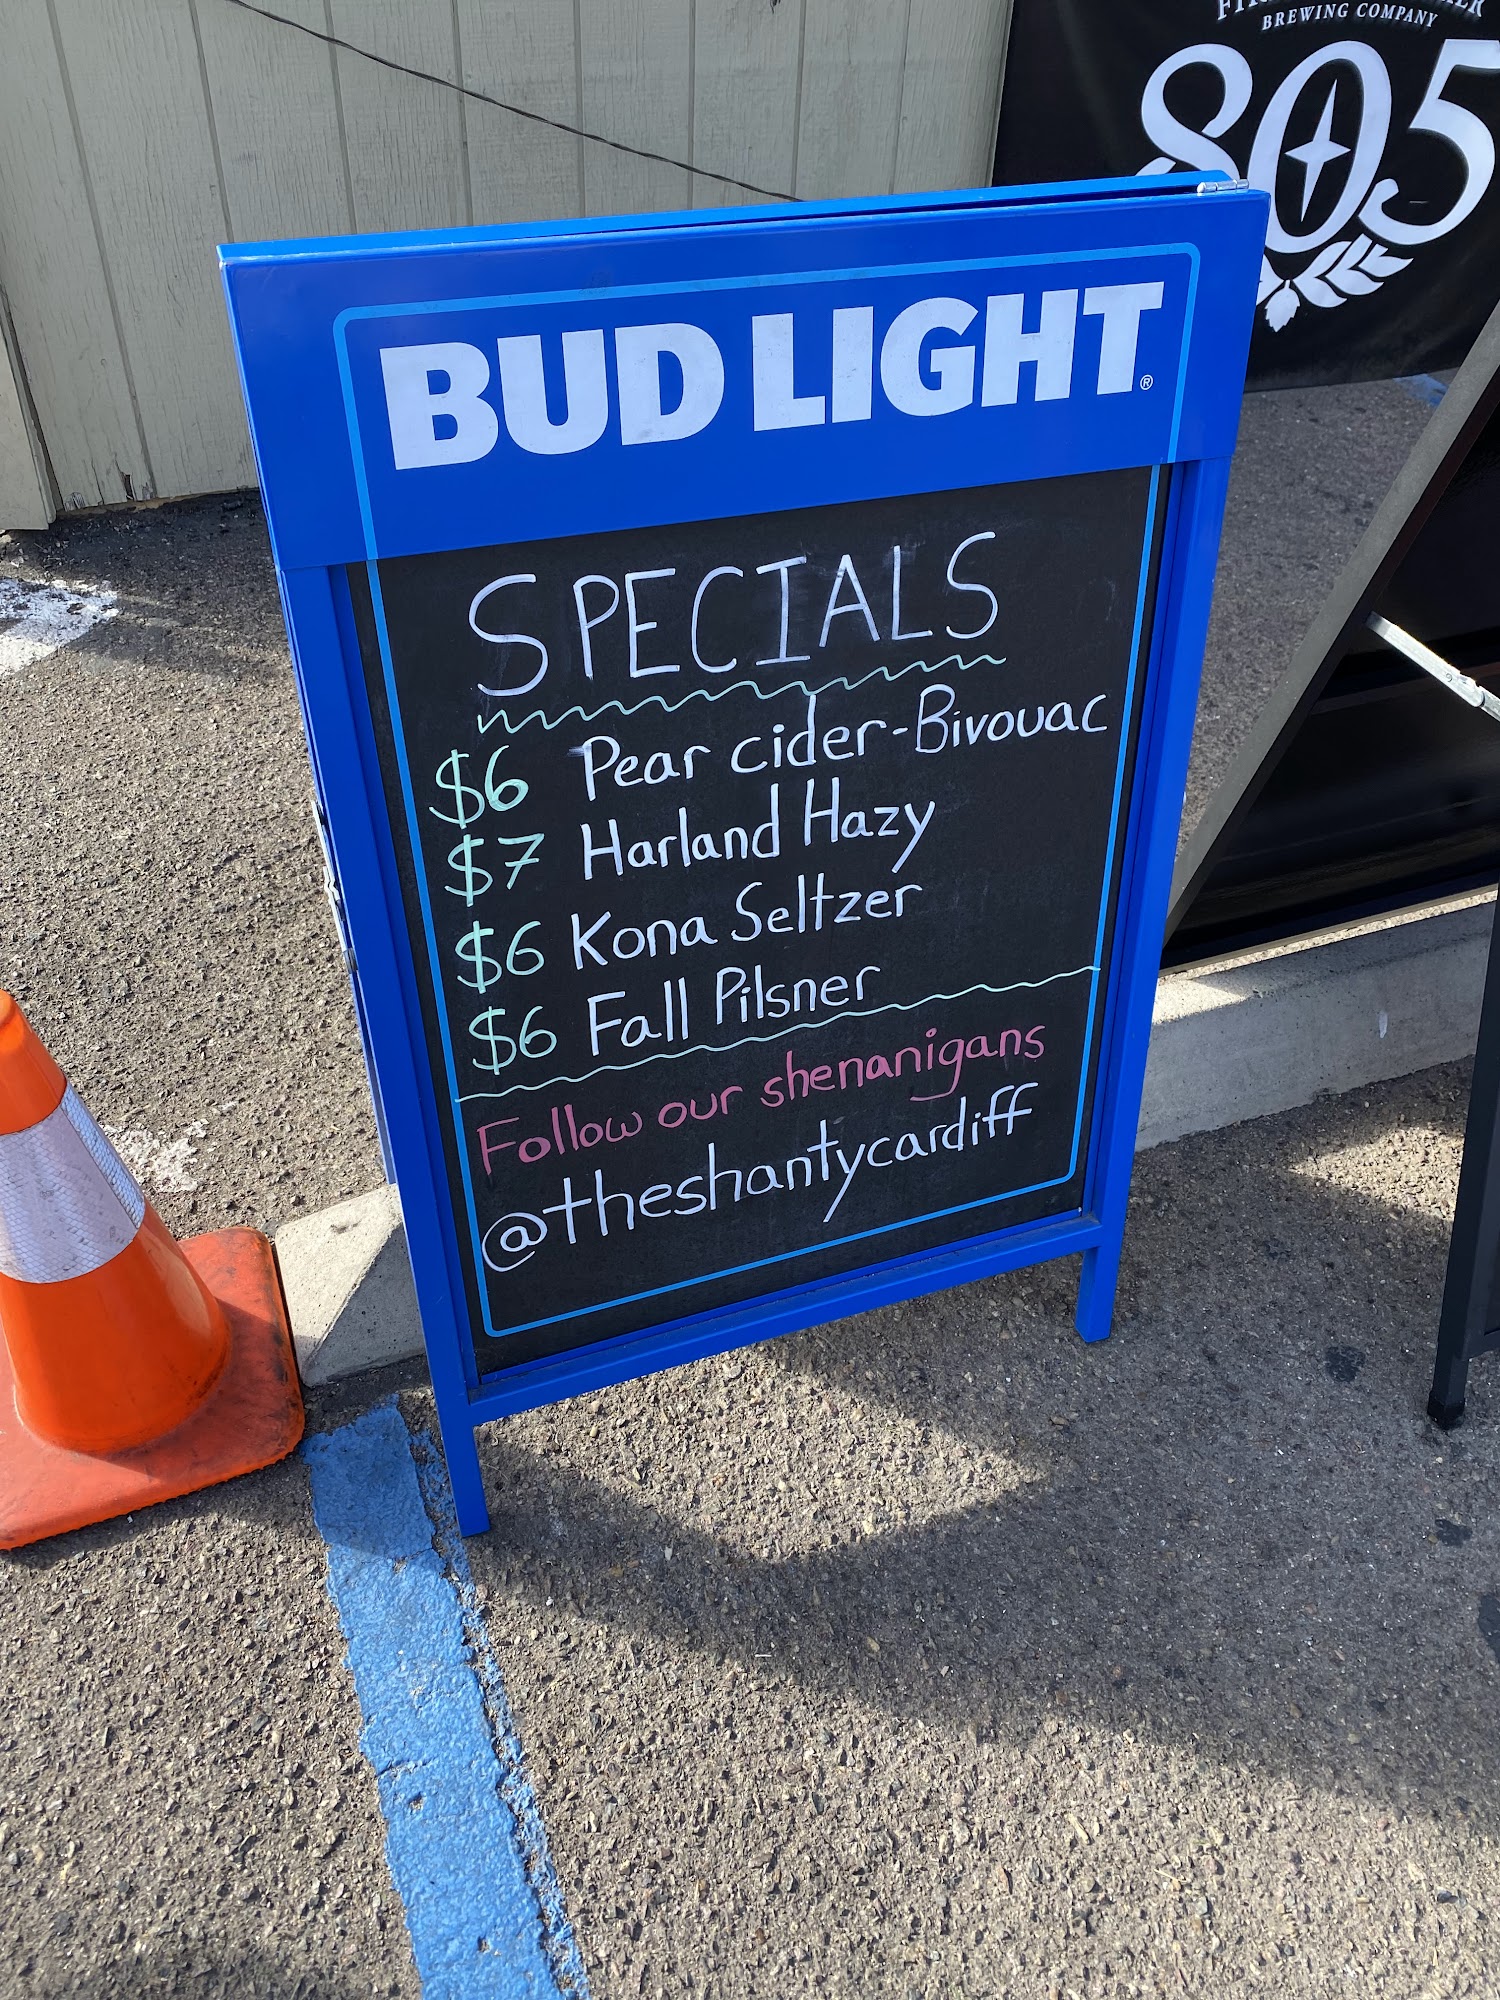 BREWING COMPANY
805
BUD LIGHT®
SPECIALS
$6 Pear cider-Bivouac
$7 Harland Hazy
$6 Kona Seltzer
$6 Fall Pilsner
Follow our shenanigans
@theshantycardiff